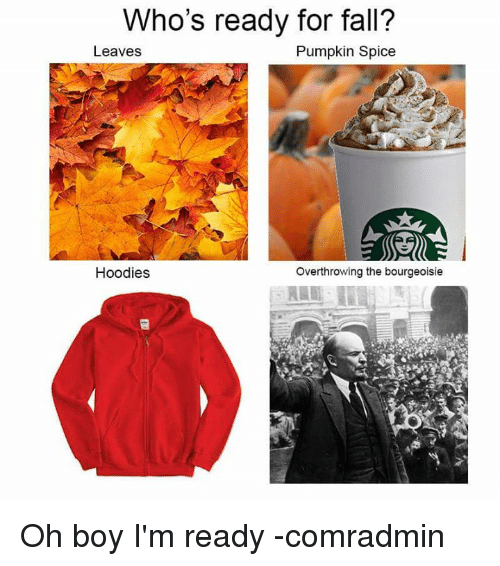 Who's ready for fall?
Leaves
Pumpkin Spice
Hoodies
Overthrowing the bourgeoisie
Oh boy I'm ready -comradmin